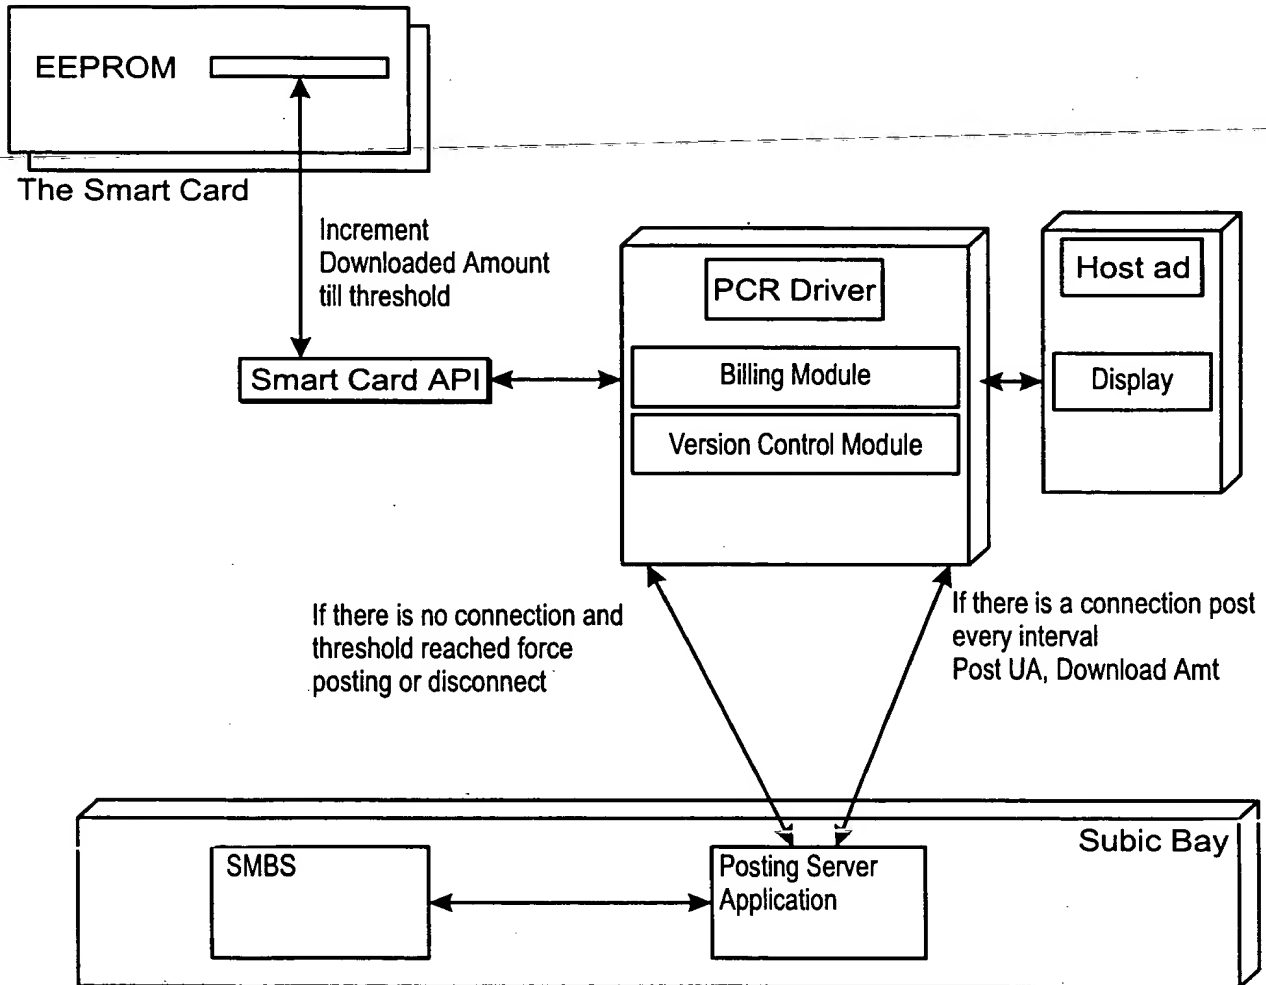 EEPROM
The Smart Card
Increment
Downloaded Amount
till threshold
Smart Card API
PCR Driver
Billing Module
Version Control Module
Host ad
Display
If there is no connection and
threshold reached force
posting or disconnect
If there is a connection post
every interval
Post UA, Download Amt
Subic Bay
SMBS
Posting Server
Application